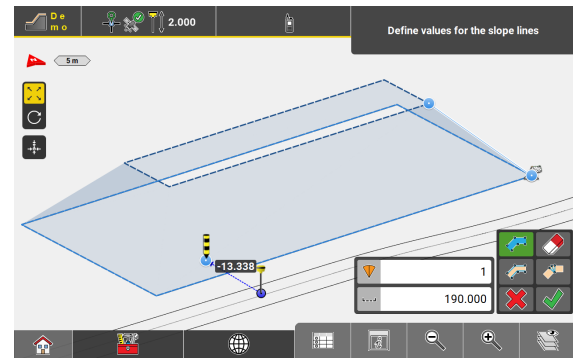 De
mo
2.000
Define values for the slope lines
5 m
-13.338
1
190.000